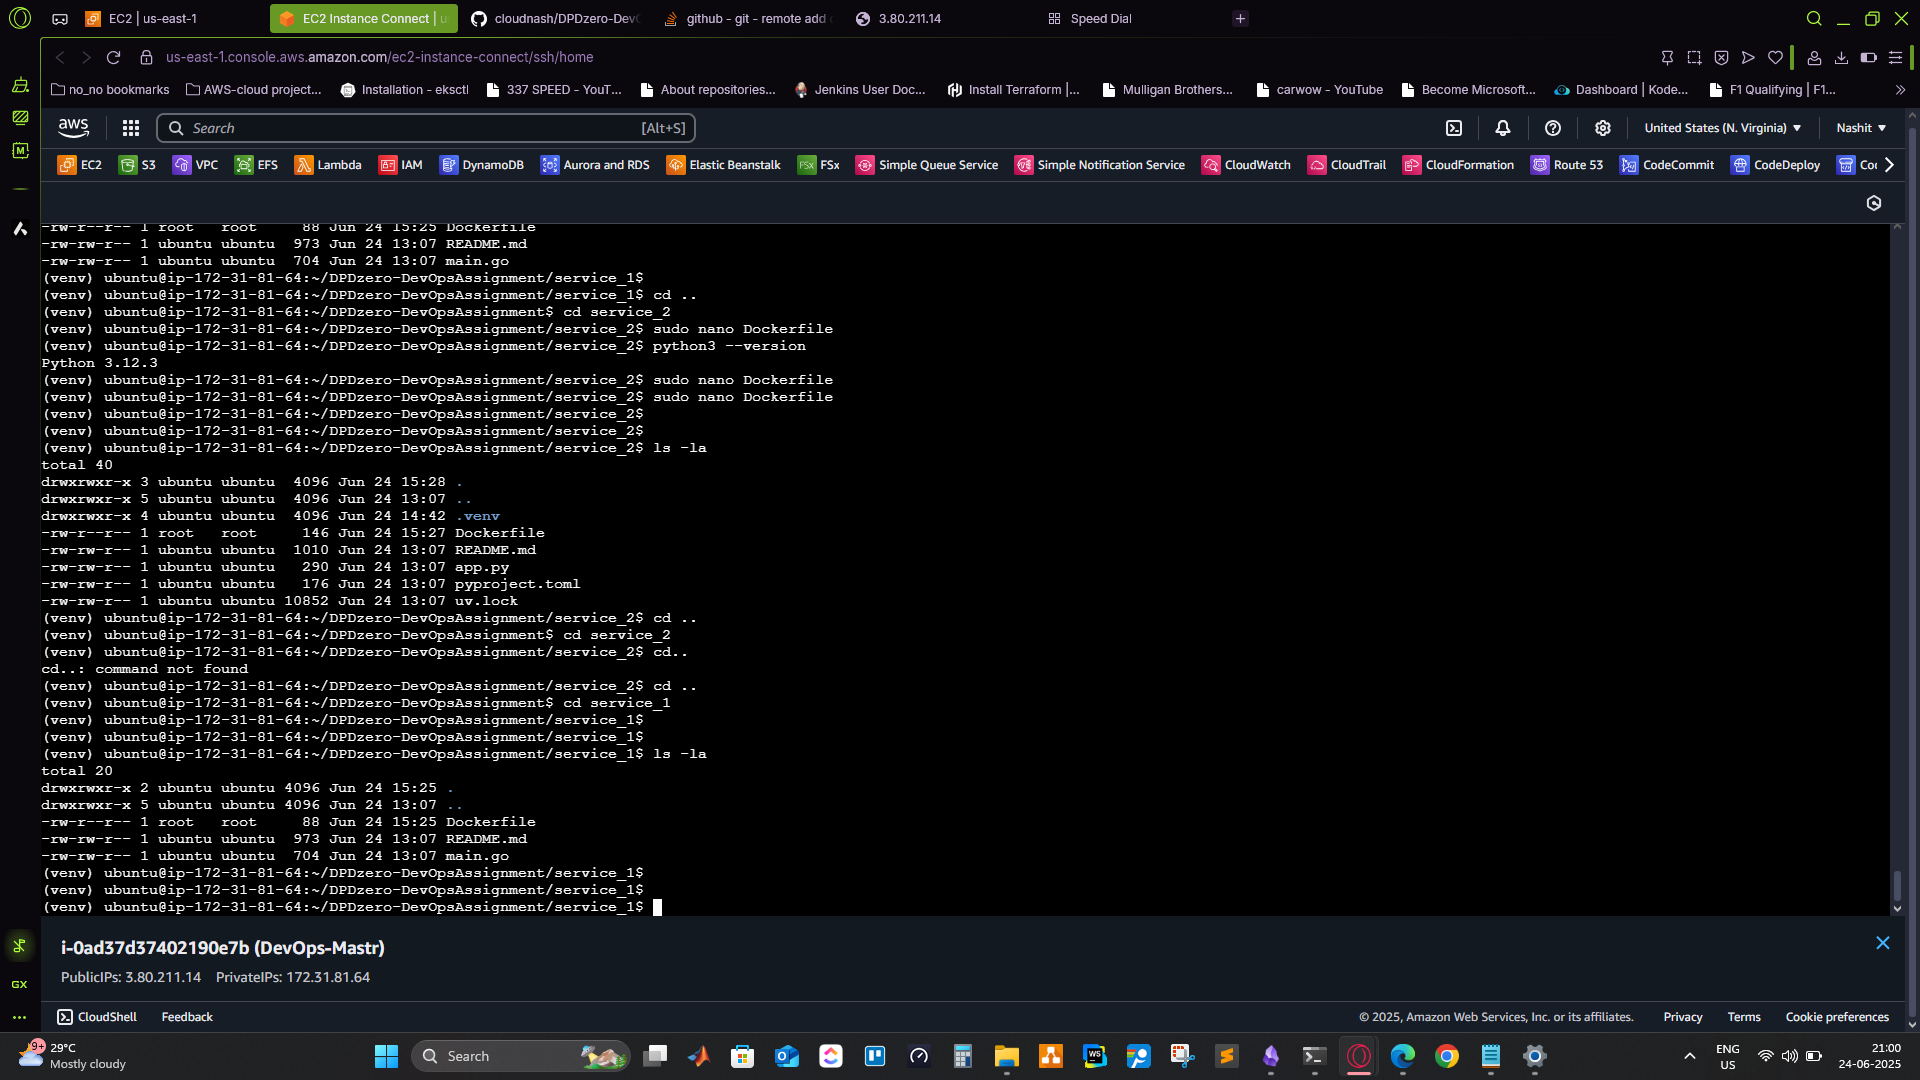 EC2 | us-east-1
EC2 Instance Connect | u
cloudnash/DPDzero-DevO
github - git - remote add o
3.80.211.14
Speed Dial
us-east-1.console.aws.amazon.com/ec2-instance-connect/ssh/home
no_no bookmarks
AWS-cloud project...
Installation - eksctl
337 SPEED - YouT...
About repositories...
Jenkins User Doc...
Install Terraform |...
Mulligan Brothers...
carwow - YouTube
Become Microsoft...
Dashboard | Kode...
F1 Qualifying | F1...
aws
Search
[Alt+S]
United States (N. Virginia)
Nashit
EC2
S3
VPC
EFS
Lambda
IAM
DynamoDB
Aurora and RDS
Elastic Beanstalk
FSx
Simple Queue Service
Simple Notification Service
CloudWatch
CloudTrail
CloudFormation
Route 53
CodeCommit
CodeDeploy
Co
-rw-r--r-- 1 root   root     88 Jun 24 15:25 Dockerfile
-rw-rw-r-- 1 ubuntu ubuntu  973 Jun 24 13:07 README.md
-rw-rw-r-- 1 ubuntu ubuntu  704 Jun 24 13:07 main.go
(venv) ubuntu@ip-172-31-81-64:~/DPDzero-DevOpsAssignment/service_1$
(venv) ubuntu@ip-172-31-81-64:~/DPDzero-DevOpsAssignment/service_1$ cd ..
(venv) ubuntu@ip-172-31-81-64:~/DPDzero-DevOpsAssignment$ cd service_2
(venv) ubuntu@ip-172-31-81-64:~/DPDzero-DevOpsAssignment/service_2$ sudo nano Dockerfile
(venv) ubuntu@ip-172-31-81-64:~/DPDzero-DevOpsAssignment/service_2$ python3 --version
Python 3.12.3
(venv) ubuntu@ip-172-31-81-64:~/DPDzero-DevOpsAssignment/service_2$ sudo nano Dockerfile
(venv) ubuntu@ip-172-31-81-64:~/DPDzero-DevOpsAssignment/service_2$ sudo nano Dockerfile
(venv) ubuntu@ip-172-31-81-64:~/DPDzero-DevOpsAssignment/service_2$
(venv) ubuntu@ip-172-31-81-64:~/DPDzero-DevOpsAssignment/service_2$
(venv) ubuntu@ip-172-31-81-64:~/DPDzero-DevOpsAssignment/service_2$ ls -la
total 40
drwxrwxr-x 3 ubuntu ubuntu  4096 Jun 24 15:28 .
drwxrwxr-x 5 ubuntu ubuntu  4096 Jun 24 13:07 ..
drwxrwxr-x 4 ubuntu ubuntu  4096 Jun 24 14:42 .venv
-rw-r--r-- 1 root   root     146 Jun 24 15:27 Dockerfile
-rw-rw-r-- 1 ubuntu ubuntu  1010 Jun 24 13:07 README.md
-rw-rw-r-- 1 ubuntu ubuntu   290 Jun 24 13:07 app.py
-rw-rw-r-- 1 ubuntu ubuntu   176 Jun 24 13:07 pyproject.toml
-rw-rw-r-- 1 ubuntu ubuntu 10852 Jun 24 13:07 uv.lock
(venv) ubuntu@ip-172-31-81-64:~/DPDzero-DevOpsAssignment/service_2$ cd ..
(venv) ubuntu@ip-172-31-81-64:~/DPDzero-DevOpsAssignment$ cd service_2
(venv) ubuntu@ip-172-31-81-64:~/DPDzero-DevOpsAssignment/service_2$ cd..
cd..: command not found
(venv) ubuntu@ip-172-31-81-64:~/DPDzero-DevOpsAssignment/service_2$ cd ..
(venv) ubuntu@ip-172-31-81-64:~/DPDzero-DevOpsAssignment$ cd service_1
(venv) ubuntu@ip-172-31-81-64:~/DPDzero-DevOpsAssignment/service_1$
(venv) ubuntu@ip-172-31-81-64:~/DPDzero-DevOpsAssignment/service_1$
(venv) ubuntu@ip-172-31-81-64:~/DPDzero-DevOpsAssignment/service_1$ ls -la
total 20
drwxrwxr-x 2 ubuntu ubuntu 4096 Jun 24 15:25 .
drwxrwxr-x 5 ubuntu ubuntu 4096 Jun 24 13:07 ..
-rw-r--r-- 1 root   root     88 Jun 24 15:25 Dockerfile
-rw-rw-r-- 1 ubuntu ubuntu  973 Jun 24 13:07 README.md
-rw-rw-r-- 1 ubuntu ubuntu  704 Jun 24 13:07 main.go
(venv) ubuntu@ip-172-31-81-64:~/DPDzero-DevOpsAssignment/service_1$
(venv) ubuntu@ip-172-31-81-64:~/DPDzero-DevOpsAssignment/service_1$
(venv) ubuntu@ip-172-31-81-64:~/DPDzero-DevOpsAssignment/service_1$
i-0ad37d37402190e7b (DevOps-Mastr)
PublicIPs: 3.80.211.14    PrivateIPs: 172.31.81.64
GX
CloudShell
Feedback
© 2025, Amazon Web Services, Inc. or its affiliates.
Privacy
Terms
Cookie preferences
9+
29°C
Mostly cloudy
Search
ENG
US
21:00
24-06-2025